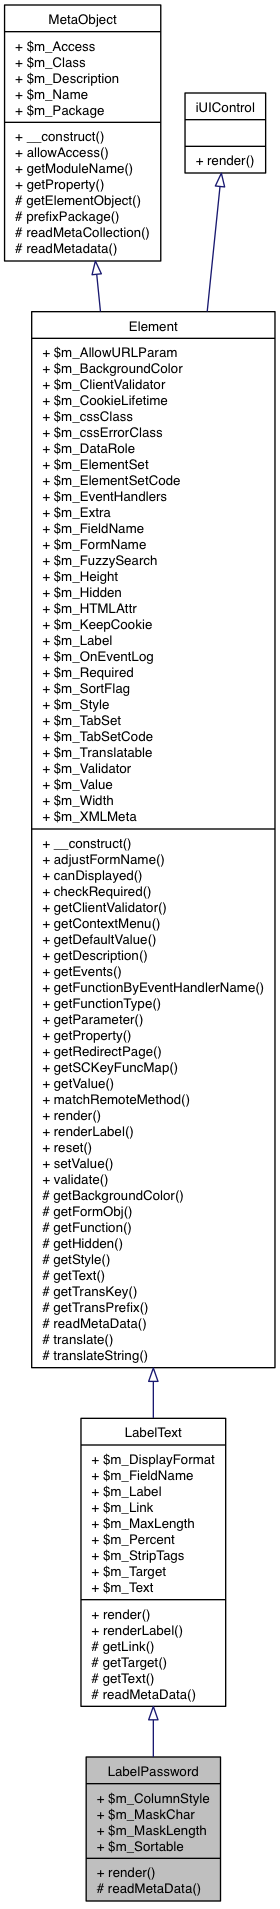 MetaObject
+ $m_Access
+ $m_Class
+ $m_Description
+ $m_Name
+ $m_Package
+ __construct()
+ allowAccess()
+ getModuleName()
+ getProperty()
# getElementObject()
# prefixPackage()
# readMetaCollection()
# readMetadata()
iUIControl
+ render()
Element
+ $m_AllowURLParam
+ $m_BackgroundColor
+ $m_ClientValidator
+ $m_CookieLifetime
+ $m_cssClass
+ $m_cssErrorClass
+ $m_DataRole
+ $m_ElementSet
+ $m_ElementSetCode
+ $m_EventHandlers
+ $m_Extra
+ $m_FieldName
+ $m_FormName
+ $m_FuzzySearch
+ $m_Height
+ $m_Hidden
+ $m_HTMLAttr
+ $m_KeepCookie
+ $m_Label
+ $m_OnEventLog
+ $m_Required
+ $m_SortFlag
+ $m_Style
+ $m_TabSet
+ $m_TabSetCode
+ $m_Translatable
+ $m_Validator
+ $m_Value
+ $m_Width
+ $m_XMLMeta
+ __construct()
+ adjustFormName()
+ canDisplayed()
+ checkRequired()
+ getClientValidator()
+ getContextMenu()
+ getDefaultValue()
+ getDescription()
+ getEvents()
+ getFunctionByEventHandlerName()
+ getFunctionType()
+ getParameter()
+ getProperty()
+ getRedirectPage()
+ getSCKeyFuncMap()
+ getValue()
+ matchRemoteMethod()
+ render()
+ renderLabel()
+ reset()
+ setValue()
+ validate()
# getBackgroundColor()
# getFormObj()
# getFunction()
# getHidden()
# getStyle()
# getText()
# getTransKey()
# getTransPrefix()
# readMetaData()
# translate()
# translateString()
LabelText
+ $m_DisplayFormat
+ $m_FieldName
+ $m_Label
+ $m_Link
+ $m_MaxLength
+ $m_Percent
+ $m_StripTags
+ $m_Target
+ $m_Text
+ render()
+ renderLabel()
# getLink()
# getTarget()
# getText()
# readMetaData()
LabelPassword
+ $m_ColumnStyle
+ $m_MaskChar
+ $m_MaskLength
+ $m_Sortable
+ render()
# readMetaData()